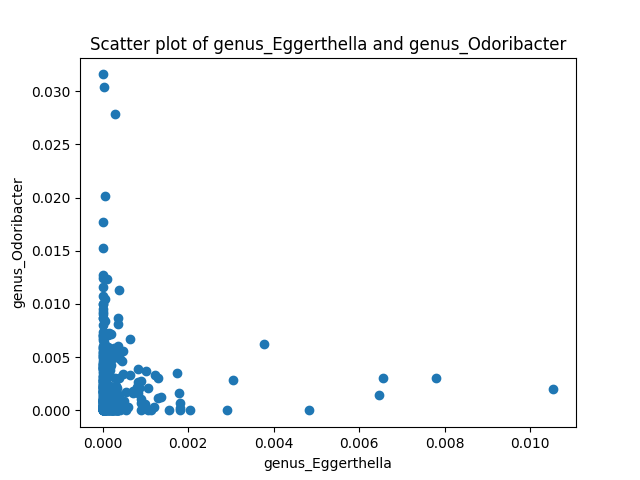 Scatter plot of genus_Eggerthella and genus_Odoribacter
0.030
0.025
0.020
0.015
0.010
0.005
0.000
genus_Odoribacter
0.000 0.002 0.004 0.006 0.008 0.010
genus_Eggerthella